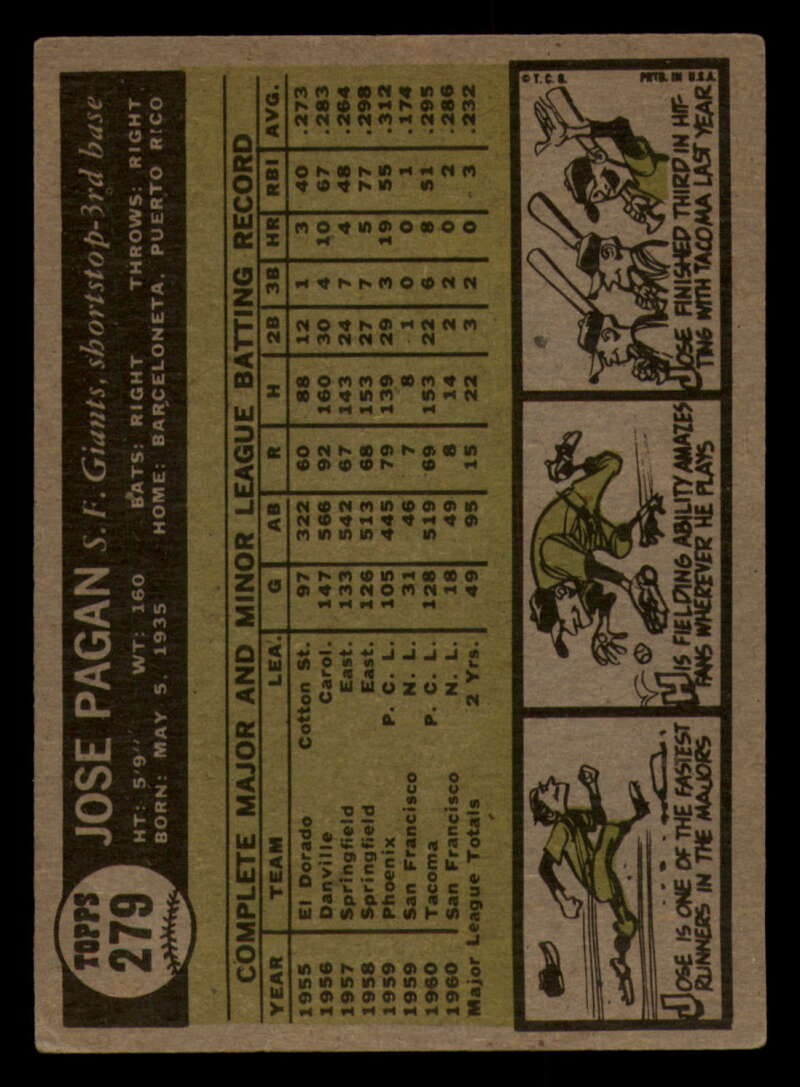 TOPPS
279
JOSE PAGAN S. F. Giants, shortstop-3rd base
HT: 5'9" WT: 160 BATS: RIGHT THROWS: RIGHT
BORN: MAY 5, 1935 HOME: BARCELONETA, PUERTO RICO
COMPLETE MAJOR AND MINOR LEAGUE BATTING RECORD
YEAR TEAM LEA. G AB R H 2B 3B HR RBI AVG.
1955 El Dorado Cotton St. 97 322 60 88 12 1 3 40 .273
1956 Danville Carol. 147 566 92 160 30 4 10 67 .283
1957 Springfield East. 133 542 67 143 24 7 4 48 .264
1958 Springfield East. 126 513 68 153 27 7 5 77 .298
1959 Phoenix P. C. L. 105 445 79 139 29 3 19 55 .312
1959 San Francisco N. L. 31 46 7 8 1 0 0 1 .174
1960 Tacoma P. C. L. 128 519 69 153 22 6 8 51 .295
1960 San Francisco N. L. 18 49 8 14 2 2 0 2 .286
Major League Totals 2 Yrs. 49 95 15 22 3 2 0 3 .232
JOSE IS ONE OF THE FASTEST
RUNNERS IN THE MAJORS
HIS FIELDING ABILITY AMAZES
FANS WHEREVER HE PLAYS
© T. C. G. PRTD. IN U.S.A.
JOSE FINISHED THIRD IN HIT-
TING WITH TACOMA LAST YEAR